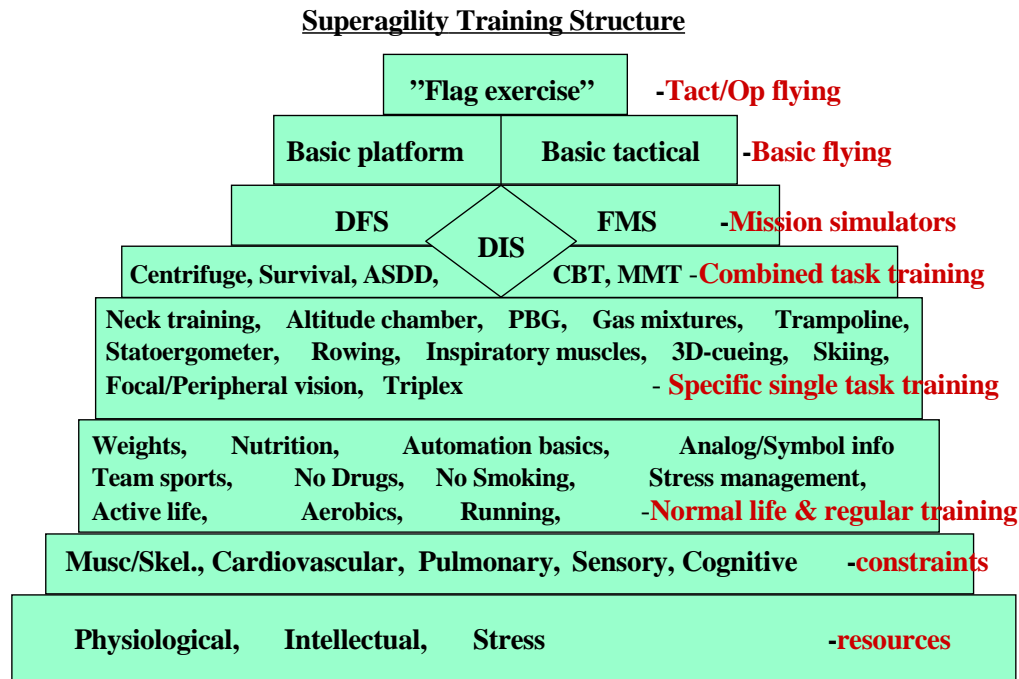 Superagility Training Structure
”Flag exercise” -Tact/Op flying
Basic platform Basic tactical -Basic flying
DFS FMS -Mission simulators
DIS
Centrifuge, Survival, ASDD, CBT, MMT -Combined task training
Neck training, Altitude chamber, PBG, Gas mixtures, Trampoline,
Statoergometer, Rowing, Inspiratory muscles, 3D-cueing, Skiing,
Focal/Peripheral vision, Triplex - Specific single task training
Weights, Nutrition, Automation basics, Analog/Symbol info
Team sports, No Drugs, No Smoking, Stress management,
Active life, Aerobics, Running, -Normal life & regular training
Musc/Skel., Cardiovascular, Pulmonary, Sensory, Cognitive -constraints
Physiological, Intellectual, Stress -resources